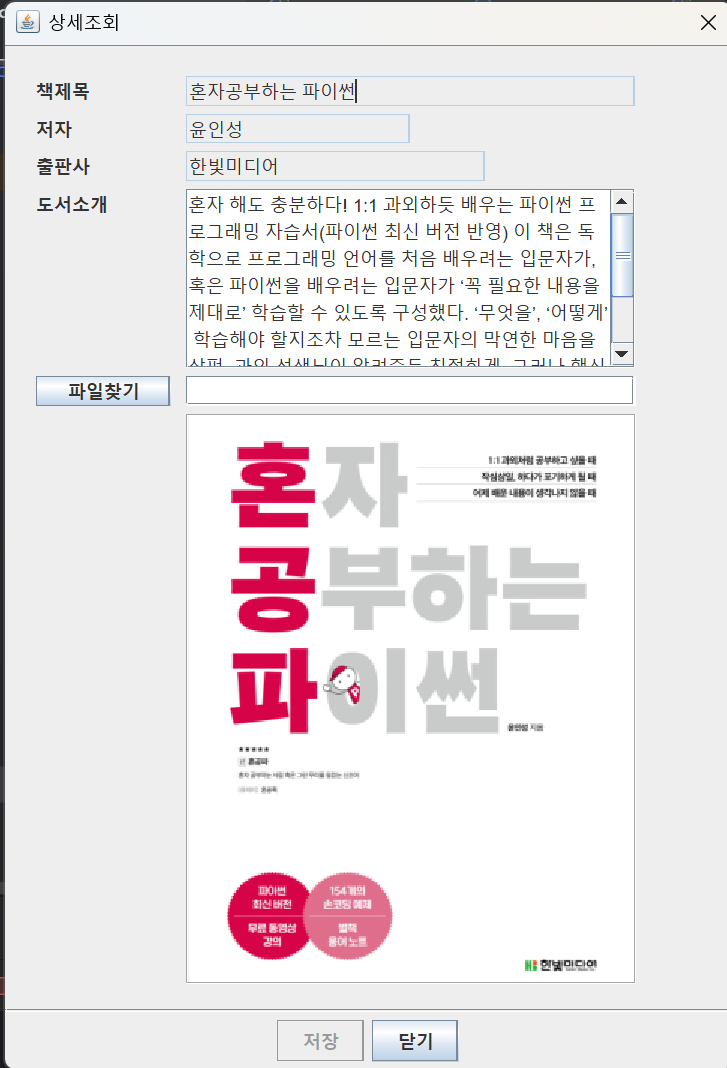 상세조회
책제목
혼자공부하는 파이썬
저자
윤인성
출판사
한빛미디어
도서소개
혼자 해도 충분하다! 1:1 과외하듯 배우는 파이썬 프
로그래밍 자습서(파이썬 최신 버전 반영) 이 책은 독
학으로 프로그래밍 언어를 처음 배우려는 입문자가,
혹은 파이썬을 배우려는 입문자가 ‘꼭 필요한 내용을
제대로’ 학습할 수 있도록 구성했다. ‘무엇을’, ‘어떻게’
학습해야 할지조차 모르는 입문자의 막연한 마음을
파일찾기
1:1 과외처럼 공부하고 싶을 때
작심삼일, 하다가 포기하게 될 때
어제 배운 내용이 생각나지 않을 때
혼자
공부하는
파이썬
윤인성 지음
파이썬
최신 버전
무료 동영상
강의
154개의
손코딩 예제
별책
용어 노트
한빛미디어
저장
닫기